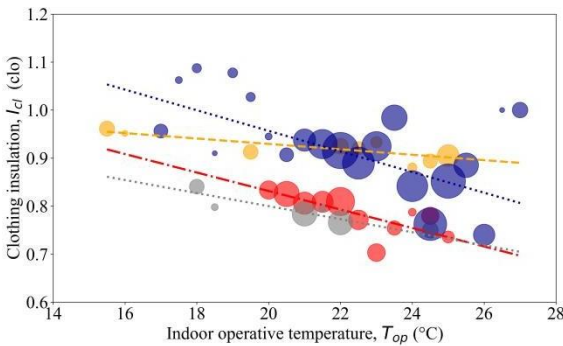 Clothing insulation, I_cl (clo)
1.2
1.1
1.0
0.9
0.8
0.7
0.6
14 16 18 20 22 24 26 28
Indoor operative temperature, T_op (°C)